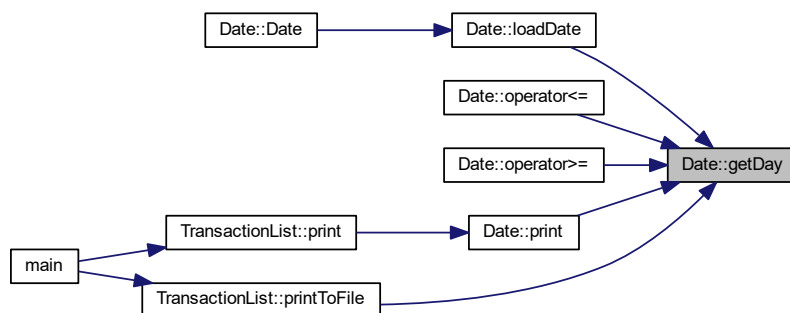 Date::Date
Date::loadDate
Date::operator<=
Date::operator>=
Date::getDay
TransactionList::print
Date::print
main
TransactionList::printToFile